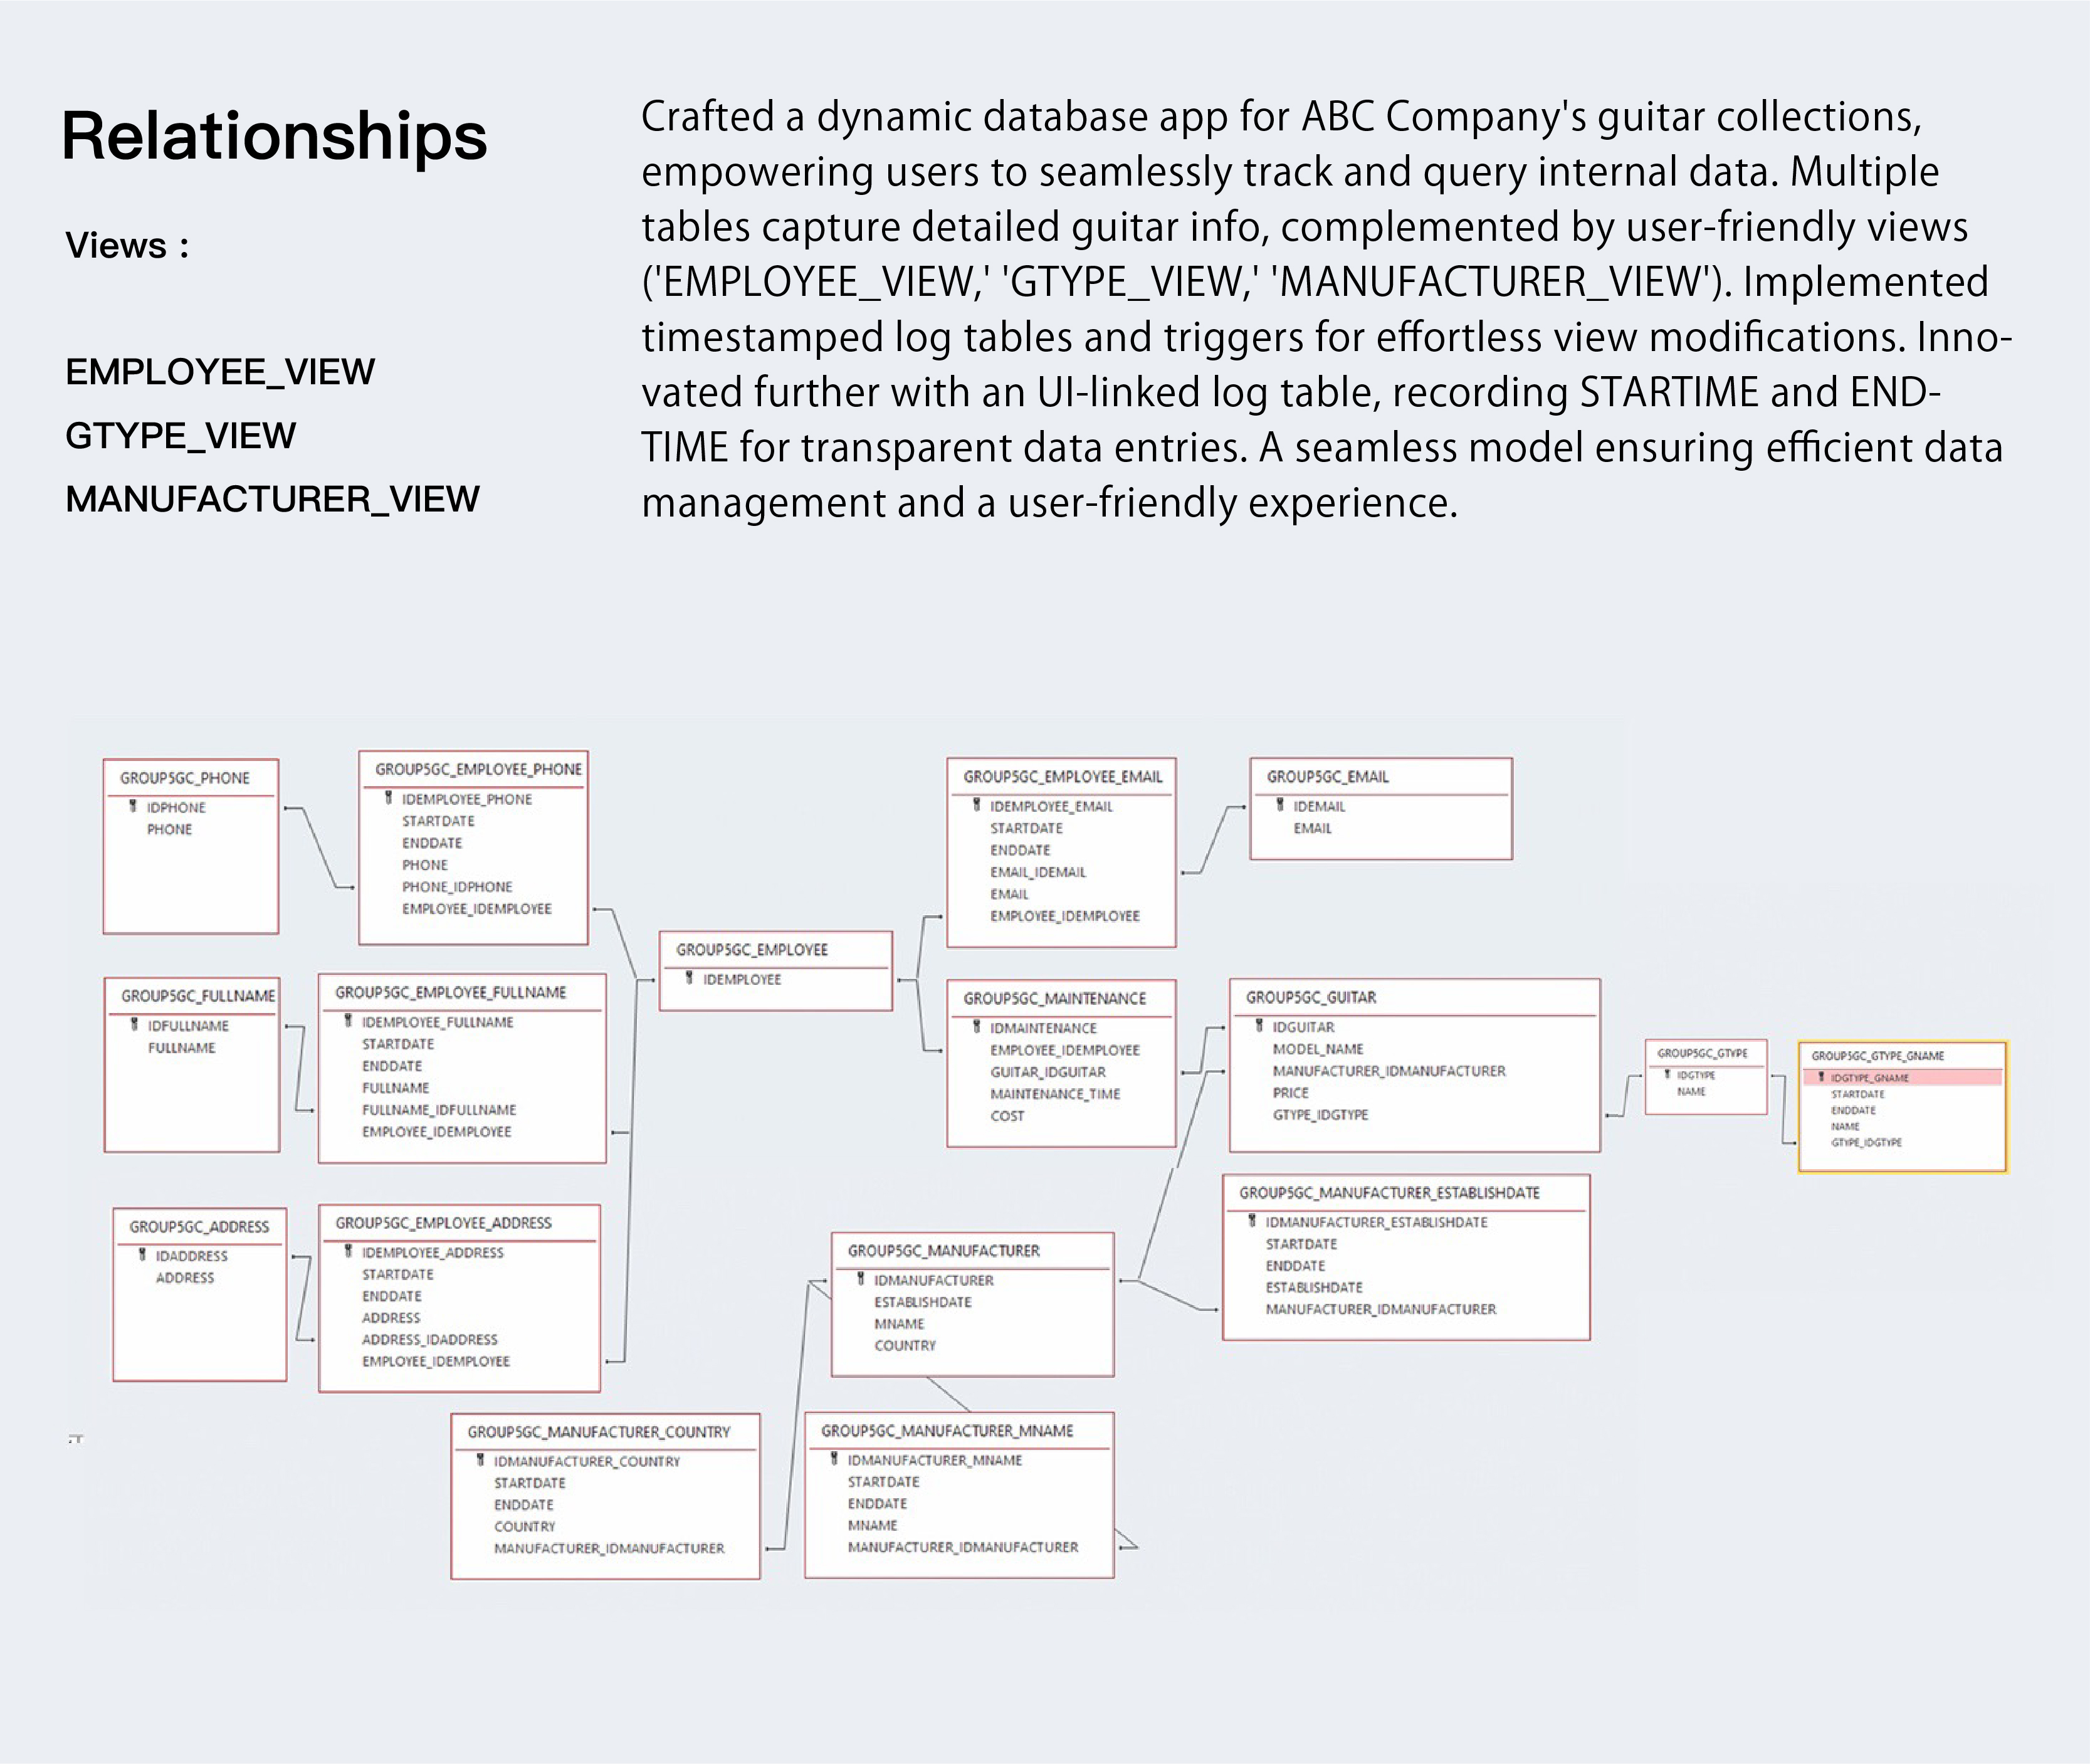 Relationships
Views :
EMPLOYEE_VIEW
GTYPE_VIEW
MANUFACTURER_VIEW
Crafted a dynamic database app for ABC Company's guitar collections,
empowering users to seamlessly track and query internal data. Multiple
tables capture detailed guitar info, complemented by user-friendly views
('EMPLOYEE_VIEW,' 'GTYPE_VIEW,' 'MANUFACTURER_VIEW'). Implemented
timestamped log tables and triggers for effortless view modifications. Inno-
vated further with an UI-linked log table, recording STARTIME and END-
TIME for transparent data entries. A seamless model ensuring efficient data
management and a user-friendly experience.
GROUP5GC_PHONE
IDPHONE
PHONE
GROUP5GC_EMPLOYEE_PHONE
IDEMPLOYEE_PHONE
STARTDATE
ENDDATE
PHONE
PHONE_IDPHONE
EMPLOYEE_IDEMPLOYEE
GROUP5GC_EMPLOYEE_EMAIL
IDEMPLOYEE_EMAIL
STARTDATE
ENDDATE
EMAIL_IDEMAIL
EMAIL
EMPLOYEE_IDEMPLOYEE
GROUP5GC_EMAIL
IDEMAIL
EMAIL
GROUP5GC_EMPLOYEE
IDEMPLOYEE
GROUP5GC_FULLNAME
IDFULLNAME
FULLNAME
GROUP5GC_EMPLOYEE_FULLNAME
IDEMPLOYEE_FULLNAME
STARTDATE
ENDDATE
FULLNAME
FULLNAME_IDFULLNAME
EMPLOYEE_IDEMPLOYEE
GROUP5GC_MAINTENANCE
IDMAINTENANCE
EMPLOYEE_IDEMPLOYEE
GUITAR_IDGUITAR
MAINTENANCE_TIME
COST
GROUP5GC_GUITAR
IDGUITAR
MODEL_NAME
MANUFACTURER_IDMANUFACTURER
PRICE
GTYPE_IDGTYPE
GROUP5GC_GTYPE
IDGTYPE
NAME
GROUP5GC_GTYPE_GNAME
IDGTYPE_GNAME
STARTDATE
ENDDATE
NAME
GTYPE_IDGTYPE
GROUP5GC_ADDRESS
IDADDRESS
ADDRESS
GROUP5GC_EMPLOYEE_ADDRESS
IDEMPLOYEE_ADDRESS
STARTDATE
ENDDATE
ADDRESS
ADDRESS_IDADDRESS
EMPLOYEE_IDEMPLOYEE
GROUP5GC_MANUFACTURER
IDMANUFACTURER
ESTABLISHDATE
MNAME
COUNTRY
GROUP5GC_MANUFACTURER_ESTABLISHDATE
IDMANUFACTURER_ESTABLISHDATE
STARTDATE
ENDDATE
ESTABLISHDATE
MANUFACTURER_IDMANUFACTURER
GROUP5GC_MANUFACTURER_COUNTRY
IDMANUFACTURER_COUNTRY
STARTDATE
ENDDATE
COUNTRY
MANUFACTURER_IDMANUFACTURER
GROUP5GC_MANUFACTURER_MNAME
IDMANUFACTURER_MNAME
STARTDATE
ENDDATE
MNAME
MANUFACTURER_IDMANUFACTURER